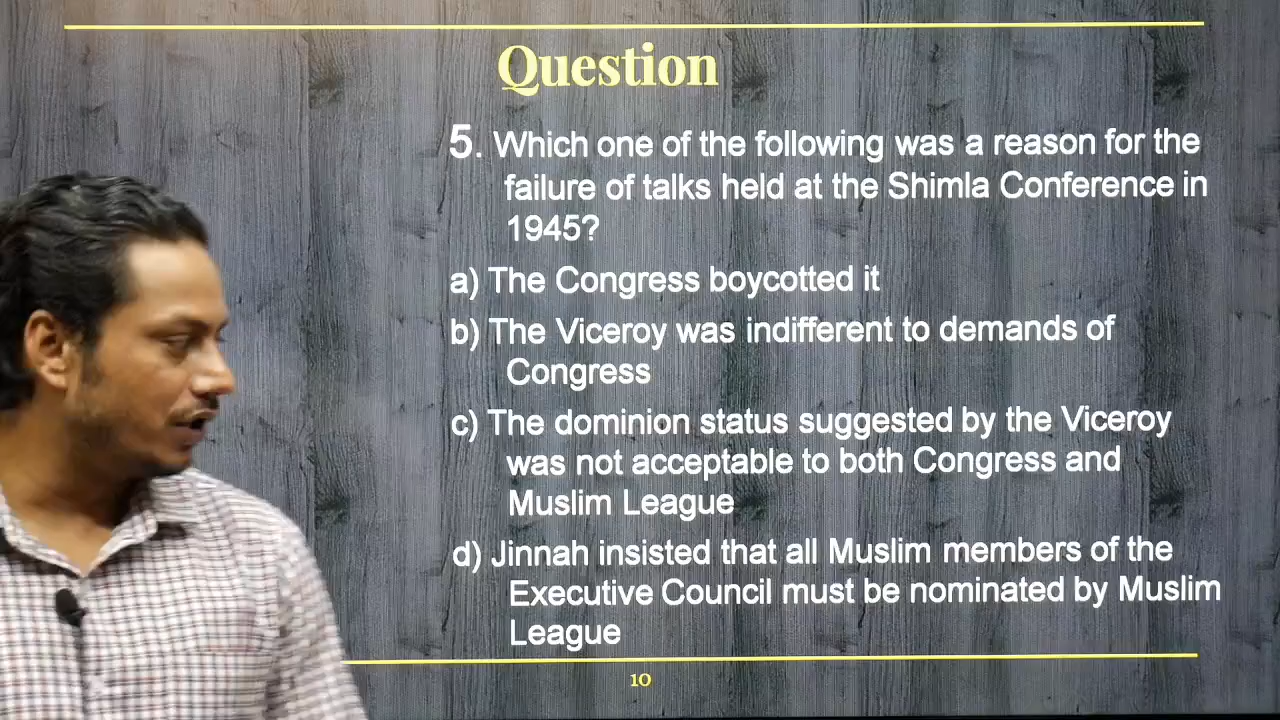 Question
5. Which one of the following was a reason for the
failure of talks held at the Shimla Conference in
1945?
a) The Congress boycotted it
b) The Viceroy was indifferent to demands of
Congress
c) The dominion status suggested by the Viceroy
was not acceptable to both Congress and
Muslim League
d) Jinnah insisted that all Muslim members of the
Executive Council must be nominated by Muslim
League
10